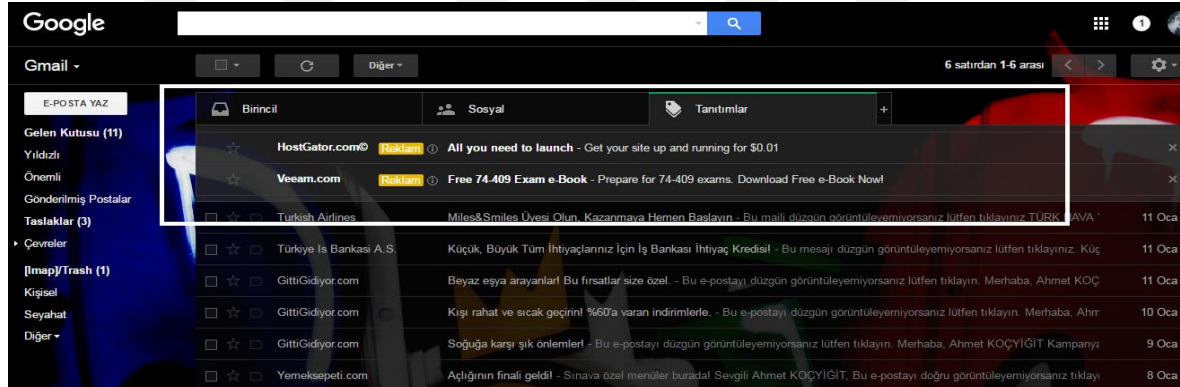 Google
1
Gmail
Diğer
6 satırdan 1-6 arası
E-POSTA YAZ
Gelen Kutusu (11)
Yıldızlı
Önemli
Gönderilmiş Postalar
Taslaklar (3)
Çevreler
[Imap]/Trash (1)
Kişisel
Seyahat
Diğer
Birincil
Sosyal
Tanıtımlar
+
HostGator.com© Reklam All you need to launch - Get your site up and running for $0.01
Veeam.com Reklam Free 74-409 Exam e-Book - Prepare for 74-409 exams. Download Free e-Book Now!
Turkish Airlines Miles&Smiles Üyesi Olun, Kazanmaya Hemen Başlayın - Bu maili düzgün görüntüleyemiyorsanız lütfen tıklayınız TÜRK HAVA 11 Oca
Türkiye Is Bankasi A.S. Küçük, Büyük Tüm İhtiyaçlarınız İçin İş Bankası İhtiyaç Kredisi! - Bu mesajı düzgün görüntüleyemiyorsanız lütfen tıklayınız. Küç 11 Oca
GittiGidiyor.com Beyaz eşya arayanlar! Bu fırsatlar size özel. - Bu e-postayı düzgün görüntüleyemiyorsanız lütfen tıklayın. Merhaba, Ahmet KOÇ 11 Oca
GittiGidiyor.com Kışı rahat ve sıcak geçirin! %60'a varan indirimlerle. - Bu e-postayı düzgün görüntüleyemiyorsanız lütfen tıklayın. Merhaba, Ahm 10 Oca
GittiGidiyor.com Soğuğa karşı şık önlemler! - Bu e-postayı düzgün görüntüleyemiyorsanız lütfen tıklayın. Merhaba, Ahmet KOÇYİĞİT Kampanya 9 Oca
Yemeksepeti.com Açlığının finali geldi! - Sınava özel menüler burada! Sevgili Ahmet KOÇYİĞİT, Bu e-postayı doğru görüntüleyemiyorsanız tıklayı 8 Oca